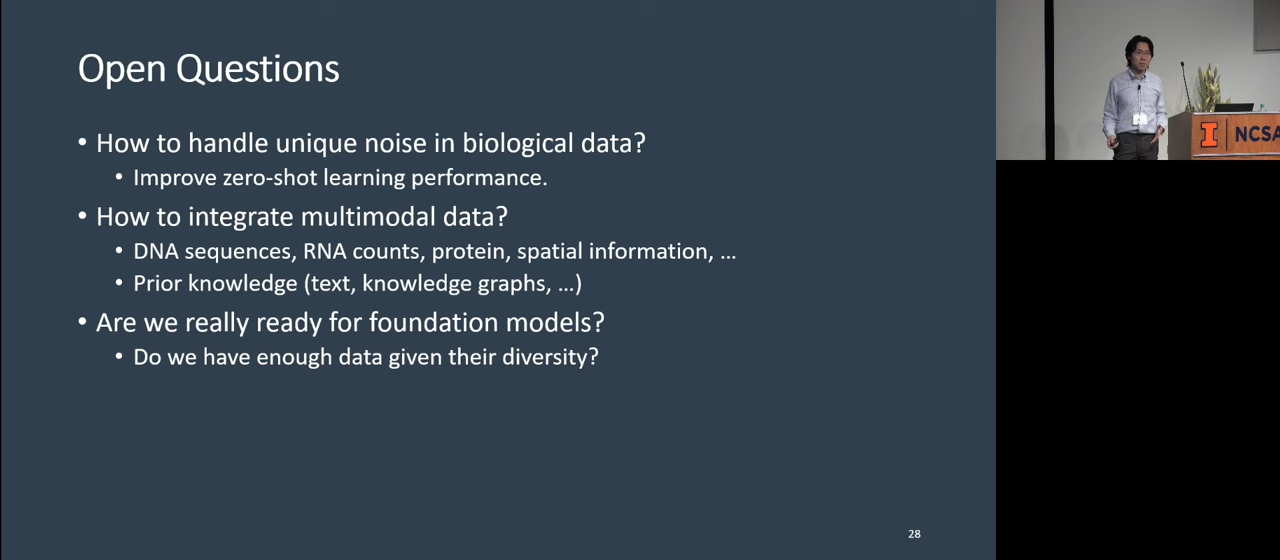 Open Questions
• How to handle unique noise in biological data?
• Improve zero-shot learning performance.
• How to integrate multimodal data?
• DNA sequences, RNA counts, protein, spatial information, ...
• Prior knowledge (text, knowledge graphs, ...)
• Are we really ready for foundation models?
• Do we have enough data given their diversity?
28
I NCSA